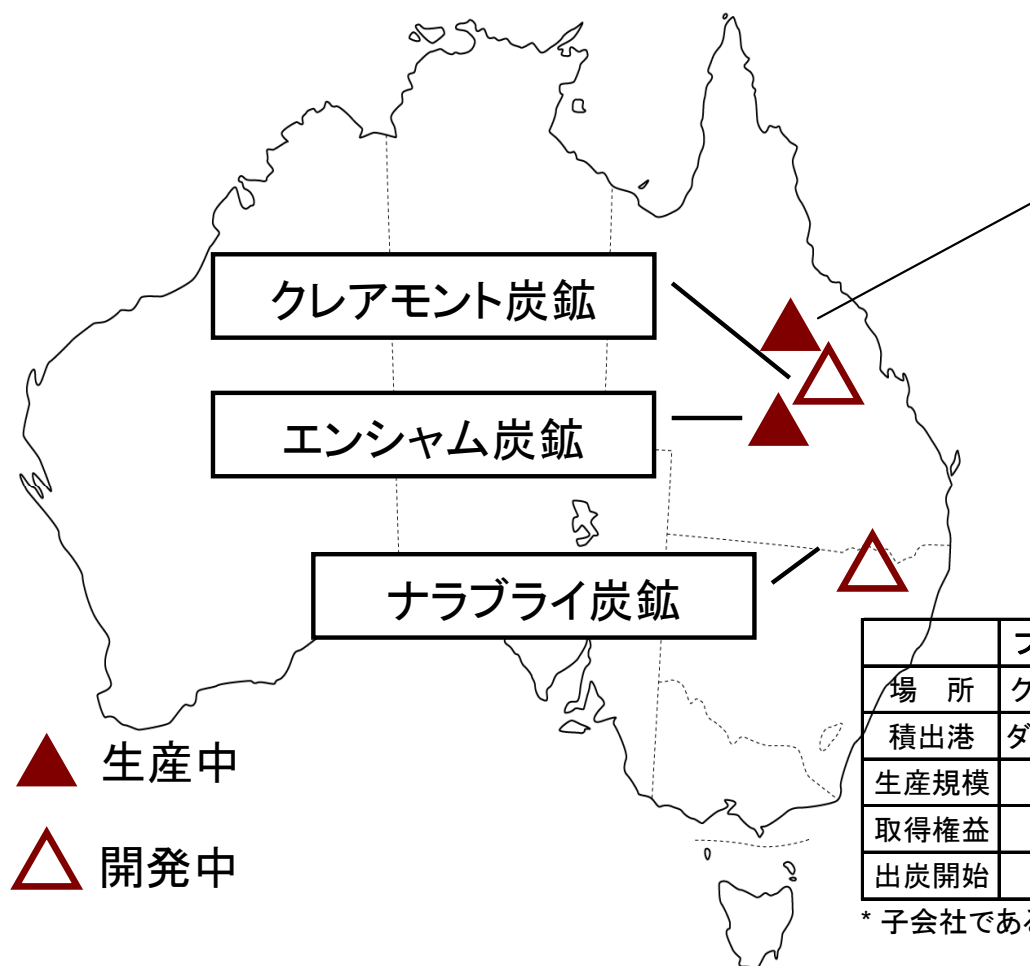 クレアモント炭鉱
エンシャム炭鉱
ナラブライ炭鉱
場 所
積出港 ダ
生産規模
取得権益
出炭開始
* 子会社である
生産中
開発中